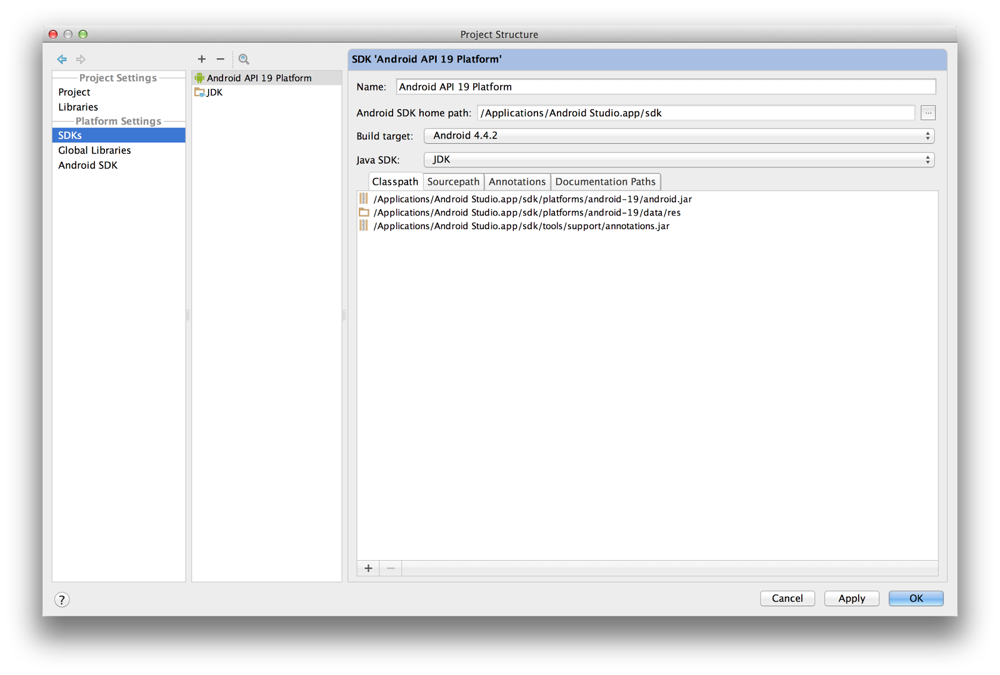 Project Structure
Project Settings
Project
Libraries
Platform Settings
SDKs
Global Libraries
Android SDK
Android API 19 Platform
JDK
SDK 'Android API 19 Platform'
Name: Android API 19 Platform
Android SDK home path: /Applications/Android Studio.app/sdk ...
Build target: Android 4.4.2
Java SDK: JDK
Classpath Sourcepath Annotations Documentation Paths
/Applications/Android Studio.app/sdk/platforms/android-19/android.jar
/Applications/Android Studio.app/sdk/platforms/android-19/data/res
/Applications/Android Studio.app/sdk/tools/support/annotations.jar
? Cancel Apply OK